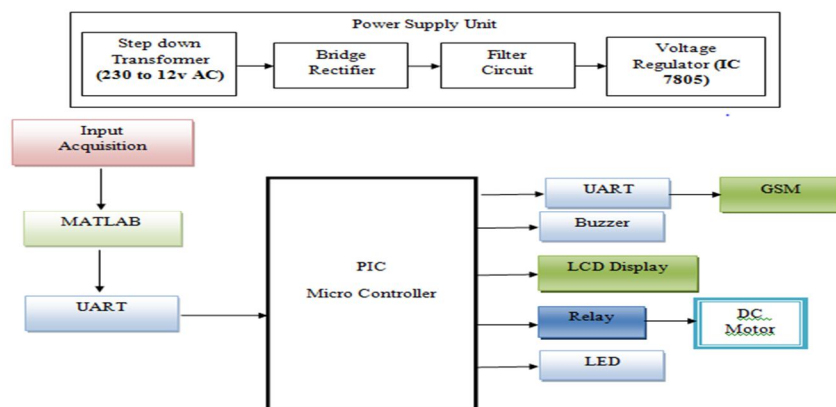 Power Supply Unit
Step down
Transformer
(230 to 12v AC)
Bridge
Rectifier
Filter
Circuit
Voltage
Regulator (IC
7805)
Input
Acquisition
MATLAB
UART
PIC
Micro Controller
UART
GSM
Buzzer
LCD Display
Relay
DC
Motor
LED